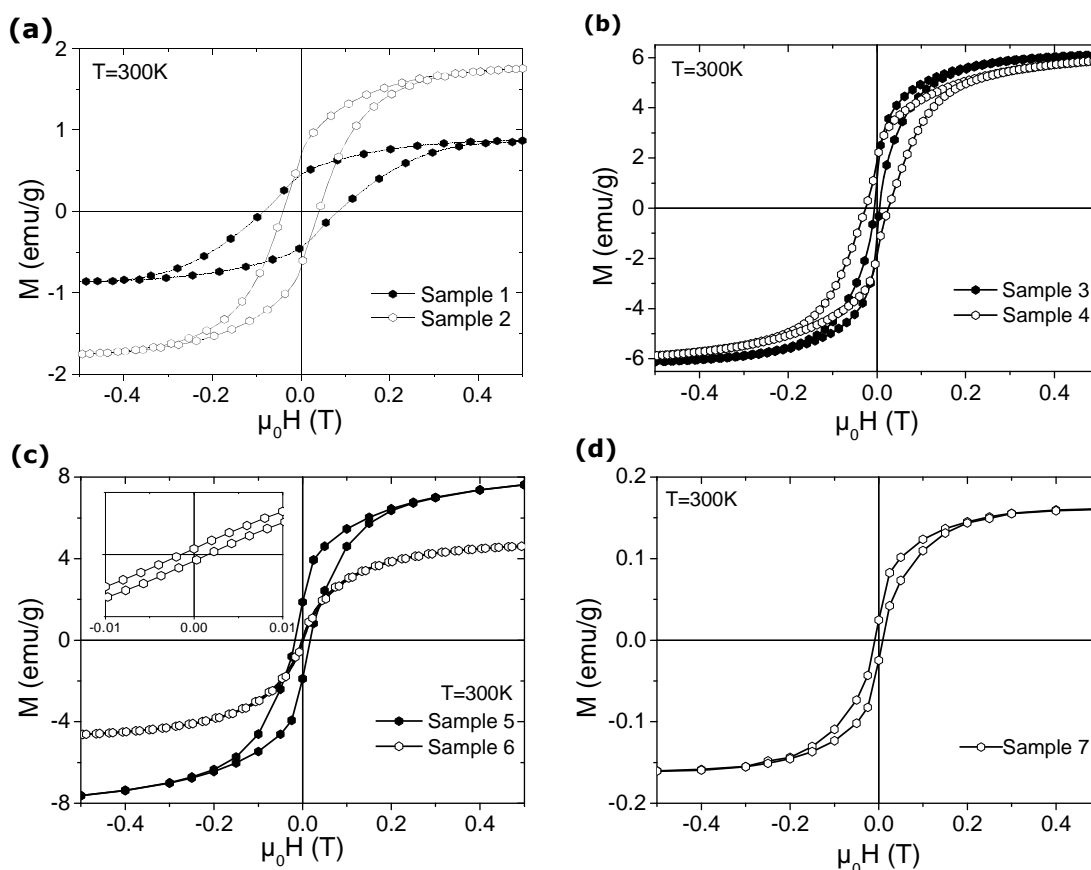 (a)
T=300K
M (emu/g)
2
1
0
-1
-2
-0.4 -0.2 0.0 0.2 0.4
µ0H (T)
Sample 1
Sample 2
(b)
T=300K
M (emu/g)
6
4
2
0
-2
-4
-6
-0.4 -0.2 0.0 0.2 0.4
µ0H (T)
Sample 3
Sample 4
(c)
M (emu/g)
8
4
0
-4
-8
-0.01 0.00 0.01
T=300K
Sample 5
Sample 6
-0.4 -0.2 0.0 0.2 0.4
µ0H (T)
(d)
T=300K
M (emu/g)
0.2
0.1
0.0
-0.1
-0.2
Sample 7
-0.4 -0.2 0.0 0.2 0.4
µ0H (T)